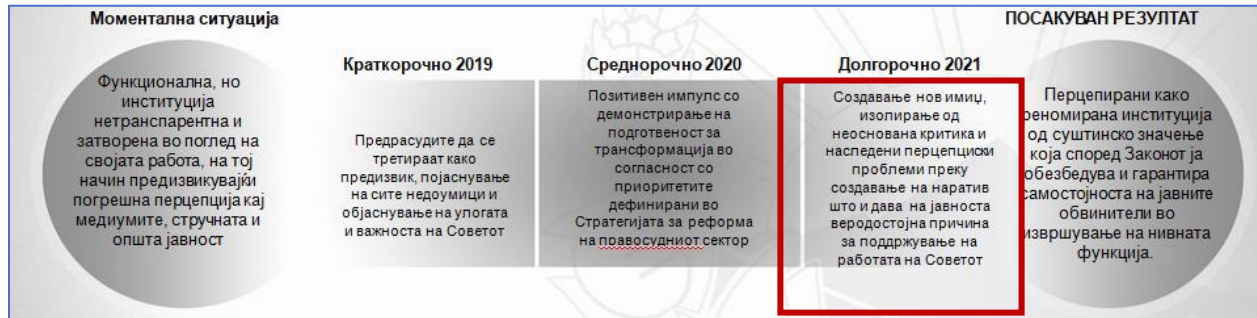 Моментална ситуација
Функционална, но
институција
нетранспарентна и
затворена во поглед на
својата работа, на тој
начин предизвикувајќи
погрешна перцепција кај
медиумите, стручната и
општа јавност
Краткорочно 2019
Предрасудите да се
третираат како
предизвик, појаснување
на сите недоумици и
објаснување на улогата
и важноста на Советот
Среднорочно 2020
Позитивен импулс со
демонстрирање на
подготвеност за
трансформација во
согласност со
приоритетите
дефинирани во
Стратегијата за реформа
на правосудниот сектор
Долгорочно 2021
Создавање нов имиџ,
изолирање од
неоснована критика и
наследени перцепциски
проблеми преку
создавање на наратив
што и дава на јавноста
веродостојна причина
за поддржување на
работата на Советот
ПОСАКУВАН РЕЗУЛТАТ
Перцепирани како
реномирана институција
од суштинско значење
која според Законот ја
обезбедува и гарантира
самостојноста на јавните
обвинители во
извршување на нивната
функција.